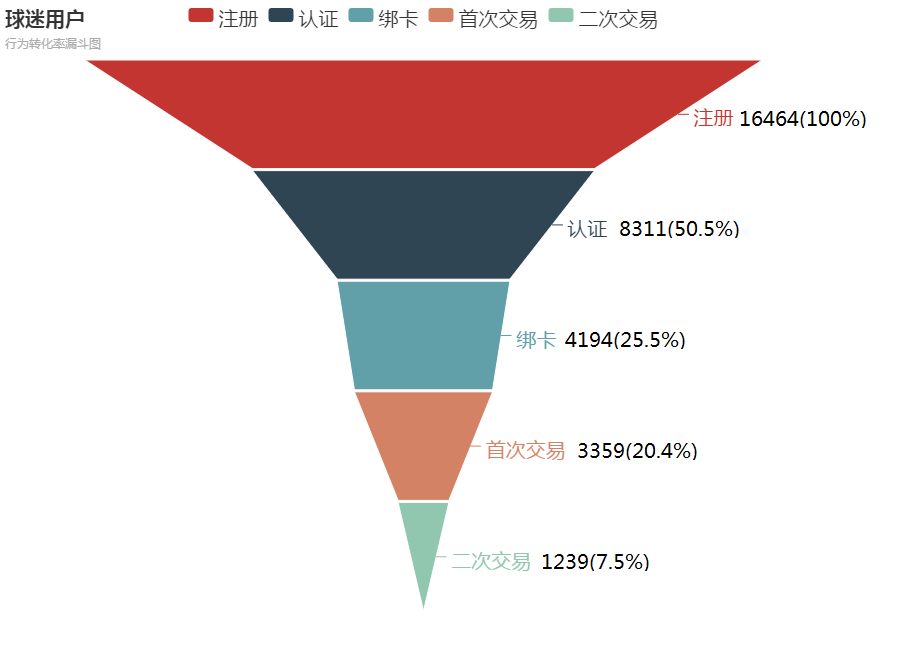 球迷用户
注册 认证 绑卡 首次交易 二次交易
行为转化率漏斗图
注册 16464(100%)
认证 8311(50.5%)
绑卡 4194(25.5%)
首次交易 3359(20.4%)
二次交易 1239(7.5%)